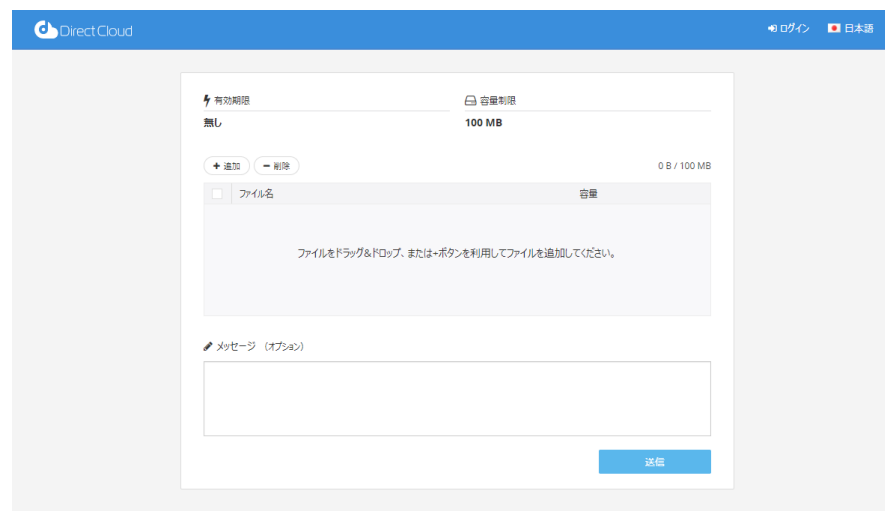 DirectCloud
ログイン 日本語
有効期限 容量制限
無し 100 MB
追加 削除 0 B / 100 MB
ファイル名 容量
ファイルをドラッグ&ドロップ、または+ボタンを利用してファイルを追加してください。
メッセージ (オプション)
送信